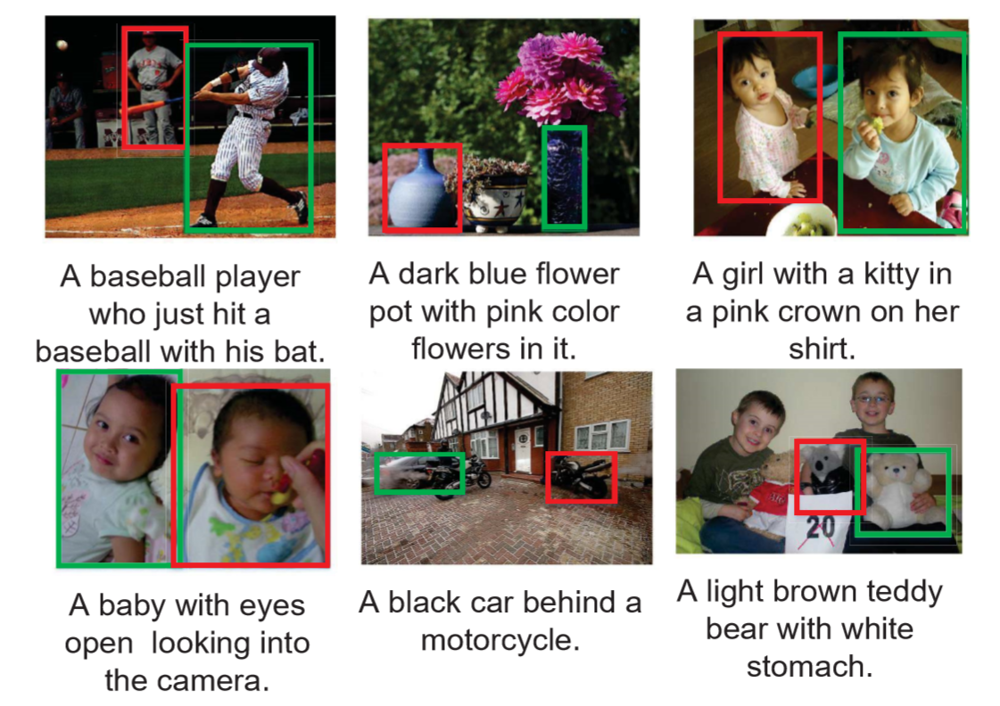 A baseball player
who just hit a
baseball with his bat.
A dark blue flower
pot with pink color
flowers in it.
A girl with a kitty in
a pink crown on her
shirt.
20
A baby with eyes
open looking into
the camera.
A black car behind a
motorcycle.
A light brown teddy
bear with white
stomach.